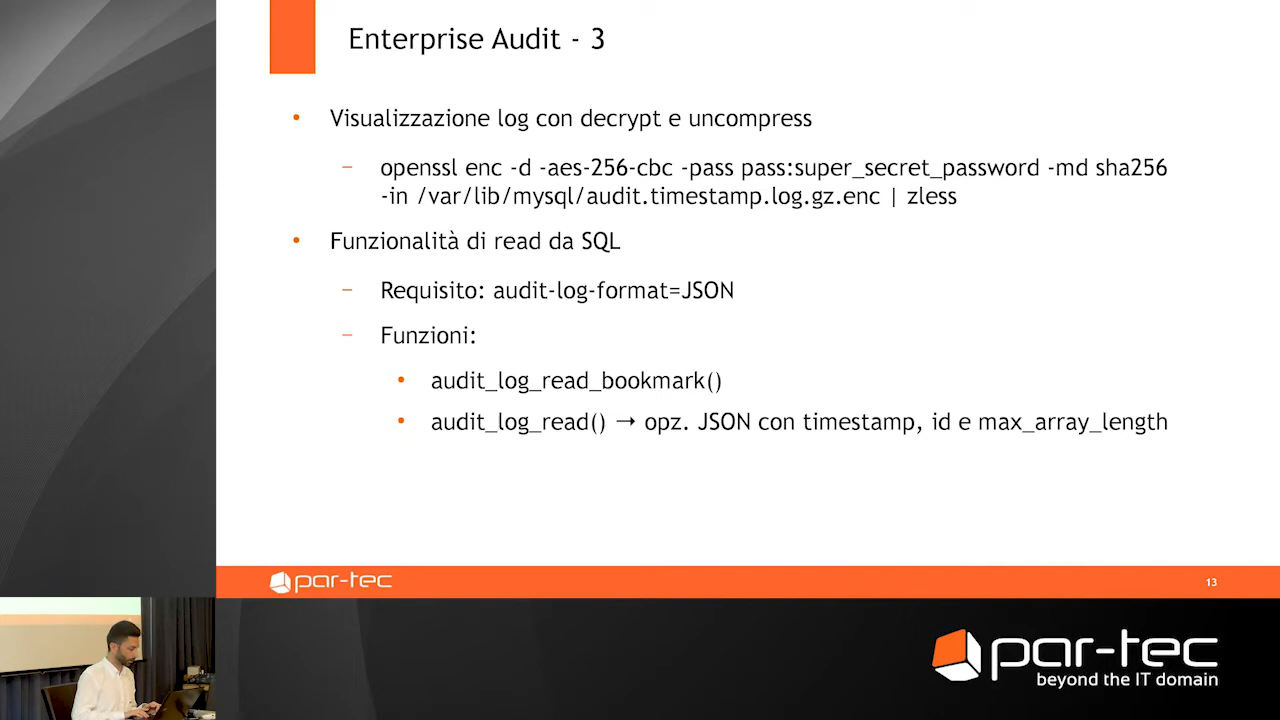 Enterprise Audit - 3
• Visualizzazione log con decrypt e uncompress
– openssl enc -d -aes-256-cbc -pass pass:super_secret_password -md sha256
-in /var/lib/mysql/audit.timestamp.log.gz.enc | zless
• Funzionalità di read da SQL
– Requisito: audit-log-format=JSON
– Funzioni:
• audit_log_read_bookmark()
• audit_log_read() → opz. JSON con timestamp, id e max_array_length
par-tec
13
par-tec
beyond the IT domain